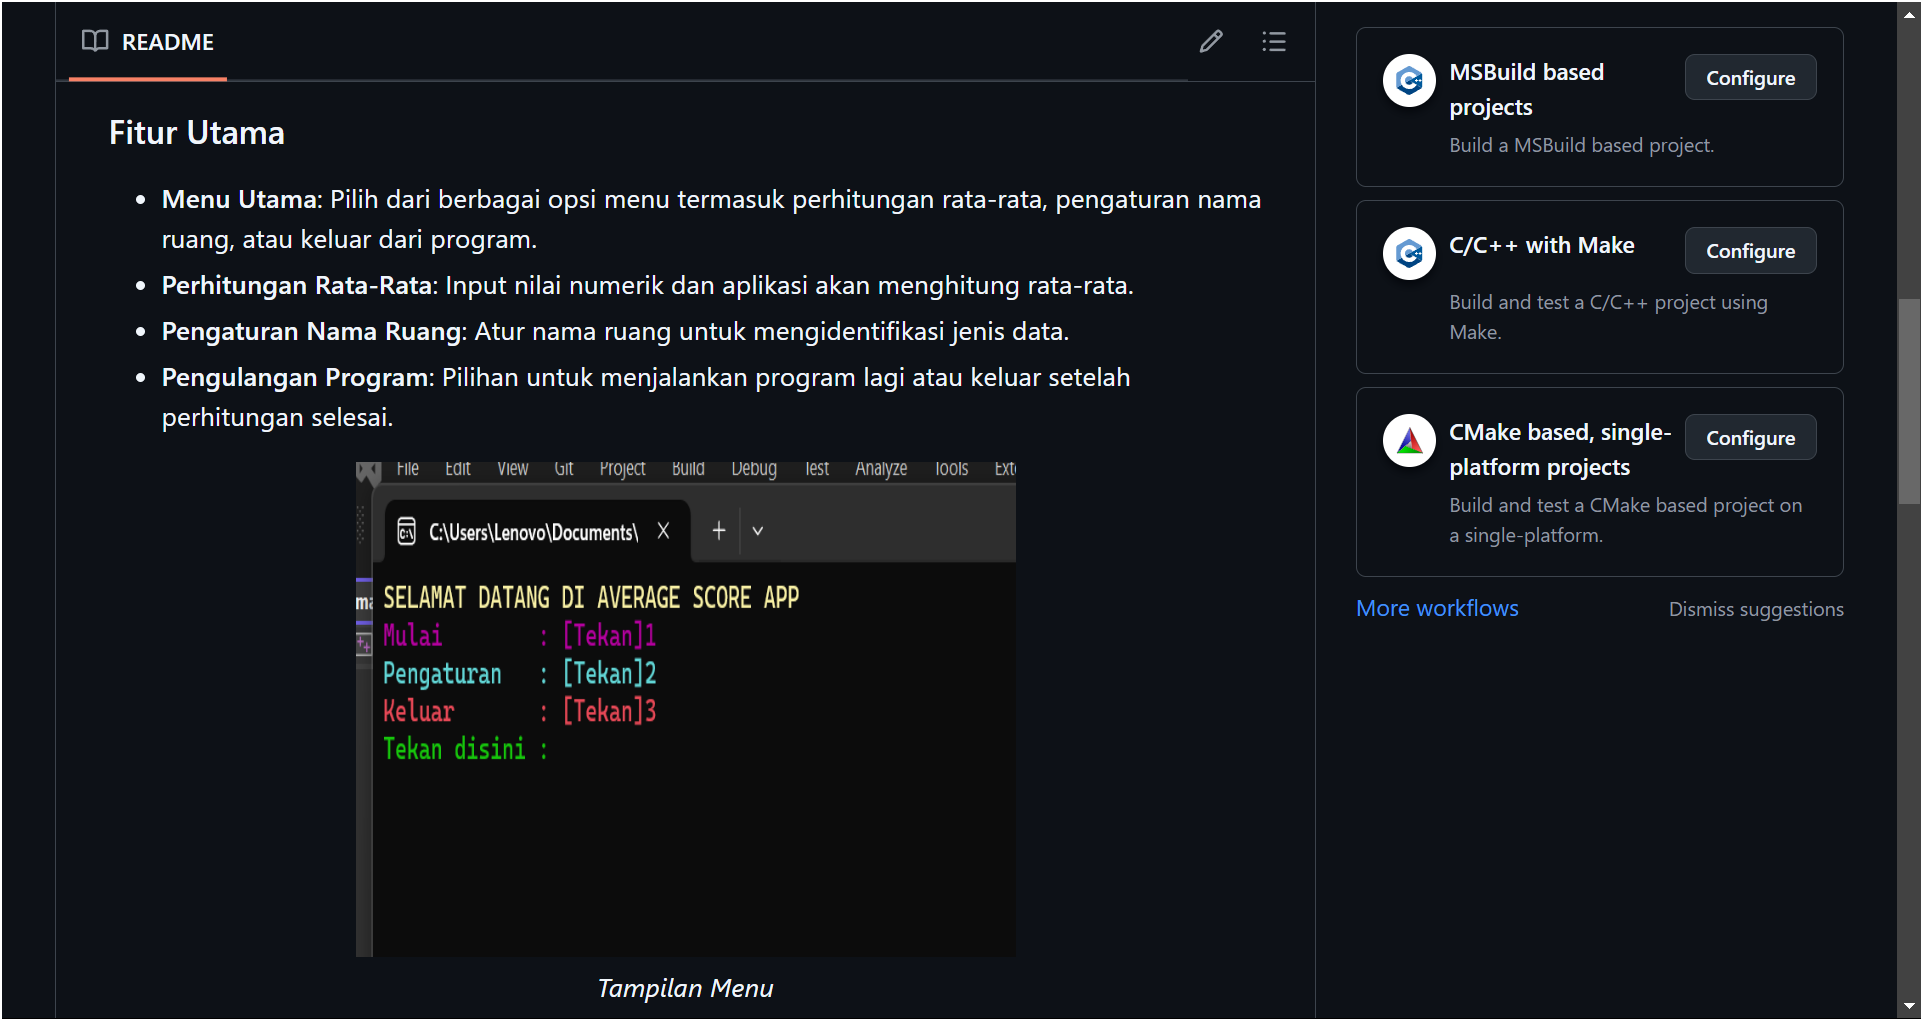 README
Fitur Utama
Menu Utama: Pilih dari berbagai opsi menu termasuk perhitungan rata-rata, pengaturan nama
ruang, atau keluar dari program.
Perhitungan Rata-Rata: Input nilai numerik dan aplikasi akan menghitung rata-rata.
Pengaturan Nama Ruang: Atur nama ruang untuk mengidentifikasi jenis data.
Pengulangan Program: Pilihan untuk menjalankan program lagi atau keluar setelah
perhitungan selesai.
File Edit View Git Project Build Debug Test Analyze Tools Exte
C:\Users\Lenovo\Documents\
SELAMAT DATANG DI AVERAGE SCORE APP
ma
Mulai : [Tekan]1
Pengaturan : [Tekan]2
Keluar : [Tekan]3
Tekan disini :
Tampilan Menu
MSBuild based
projects
Configure
Build a MSBuild based project.
C/C++ with Make
Configure
Build and test a C/C++ project using
Make.
CMake based, single-
platform projects
Configure
Build and test a CMake based project on
a single-platform.
More workflows
Dismiss suggestions